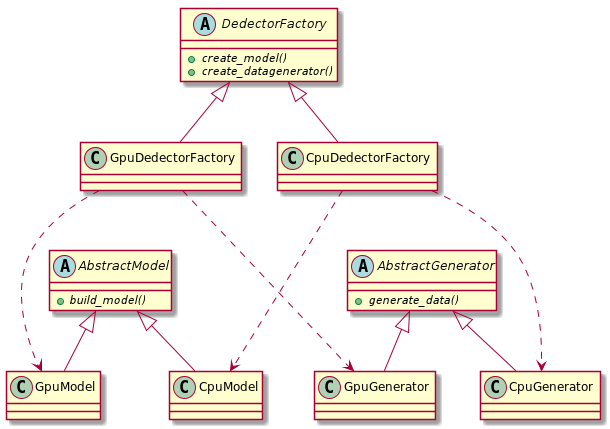 A DedectorFactory
create_model()
create_datagenerator()
C GpuDedectorFactory
C CpuDedectorFactory
A AbstractModel
build_model()
A AbstractGenerator
generate_data()
C GpuModel
C CpuModel
C GpuGenerator
C CpuGenerator